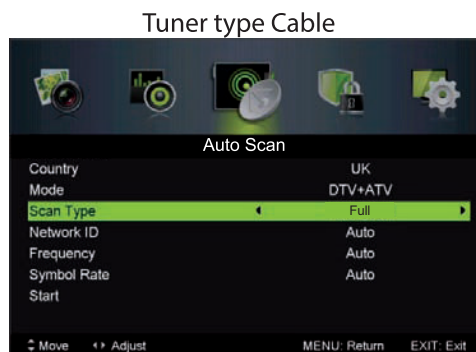 Tuner type Cable
Auto Scan
Country UK
Mode DTV+ATV
Scan Type Full
Network ID Auto
Frequency Auto
Symbol Rate Auto
Start
Move Adjust MENU: Return EXIT: Exit